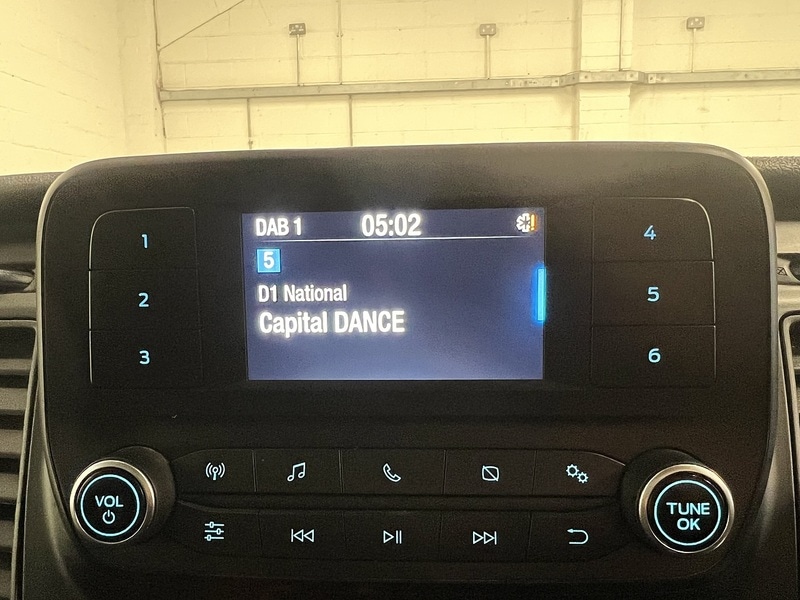 DAB 1 05:02
5
D1 National
Capital DANCE
1
2
3
4
5
6
VOL
TUNE
OK